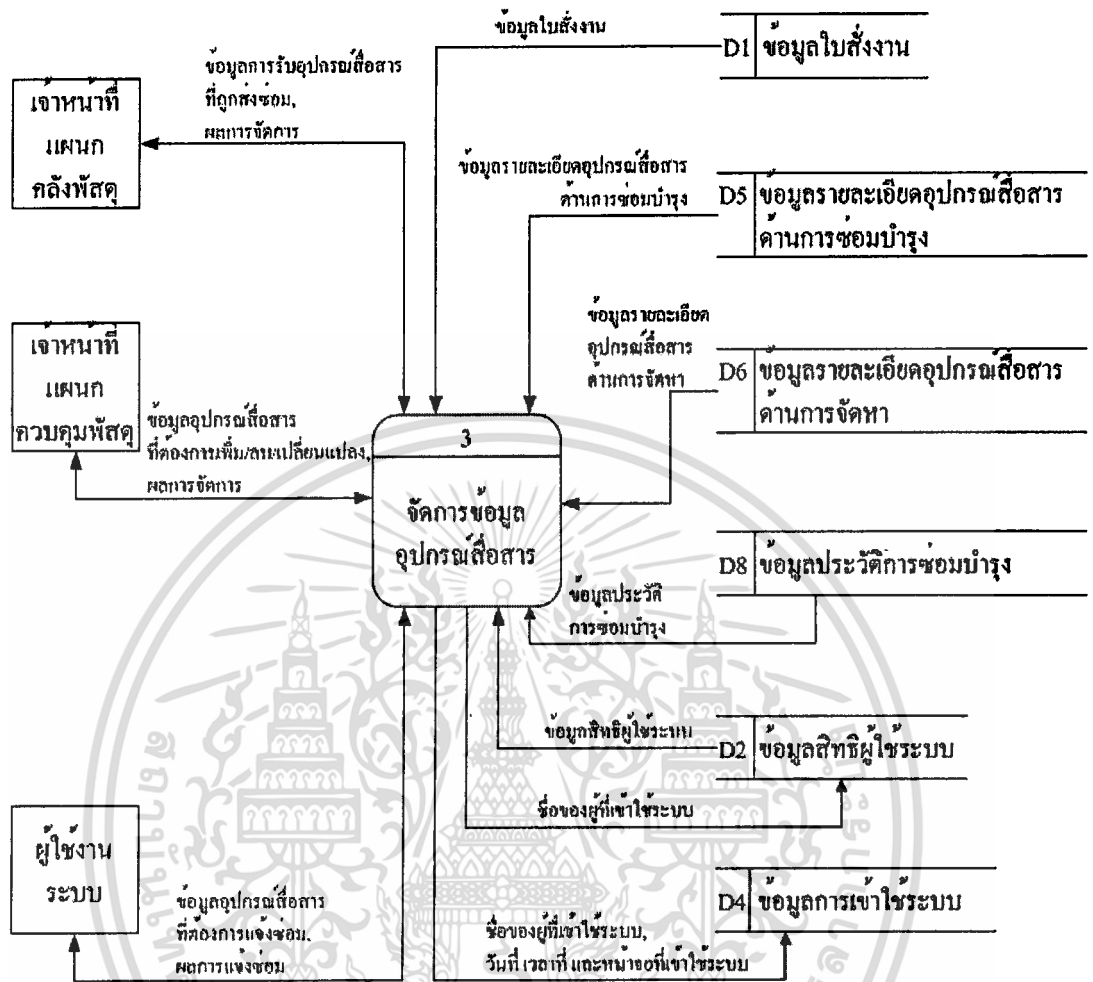 ข้อมูลใบสั่งงาน
D1 ข้อมูลใบสั่งงาน
ข้อมูลการรับอุปกรณ์สื่อสาร
ที่ถูกส่งซ่อม,
ผลการจัดการ
เจ้าหน้าที่
แผนก
คลังพัสดุ
ข้อมูลรายละเอียดอุปกรณ์สื่อสาร
ด้านการซ่อมบำรุง
D5 ข้อมูลรายละเอียดอุปกรณ์สื่อสาร
ด้านการซ่อมบำรุง
ข้อมูลรายละเอียด
อุปกรณ์สื่อสาร
ด้านการจัดหา
D6 ข้อมูลรายละเอียดอุปกรณ์สื่อสาร
ด้านการจัดหา
เจ้าหน้าที่
แผนก
ควบคุมพัสดุ
ข้อมูลอุปกรณ์สื่อสาร
ที่ต้องการเพิ่ม/ลบ/เปลี่ยนแปลง,
ผลการจัดการ
3
จัดการข้อมูล
อุปกรณ์สื่อสาร
D8 ข้อมูลประวัติการซ่อมบำรุง
ข้อมูลประวัติ
การซ่อมบำรุง
ข้อมูลสิทธิผู้ใช้ระบบ
D2 ข้อมูลสิทธิผู้ใช้ระบบ
ชื่อของผู้ที่เข้าใช้ระบบ
ผู้ใช้งาน
ระบบ
ข้อมูลอุปกรณ์สื่อสาร
ที่ต้องการแจ้งซ่อม,
ผลการแจ้งซ่อม
ชื่อของผู้ที่เข้าใช้ระบบ,
วันที่ เวลาที่ และหน้าจอที่เข้าใช้ระบบ
D4 ข้อมูลการเข้าใช้ระบบ